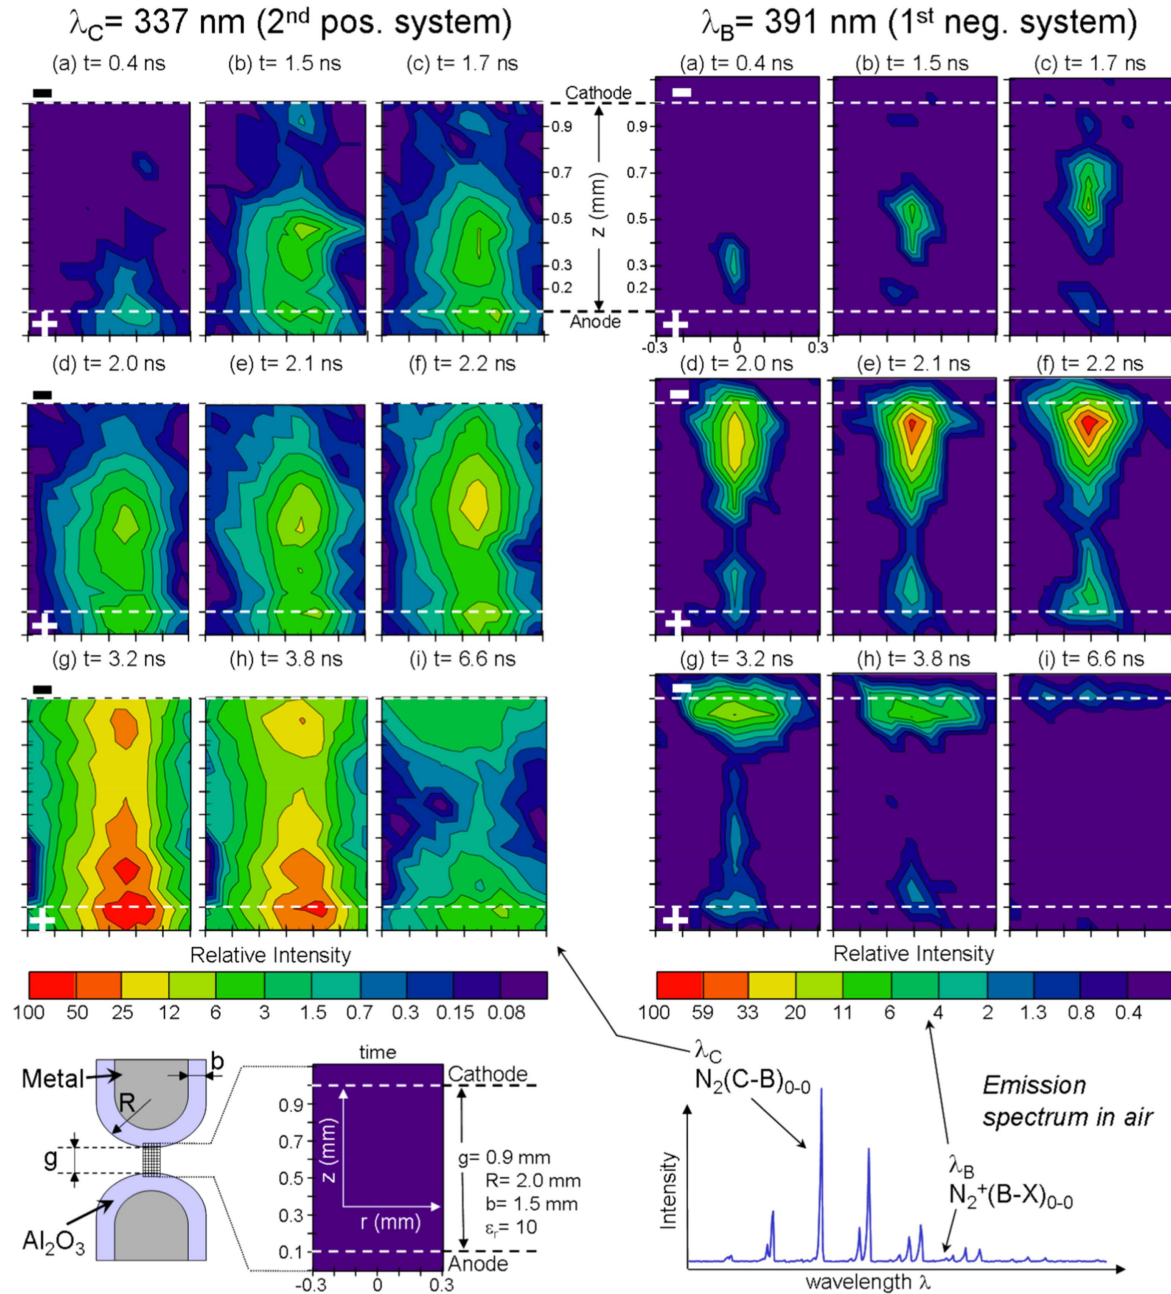 λC= 337 nm (2nd pos. system)
λB= 391 nm (1st neg. system)
(a) t= 0.4 ns
(b) t= 1.5 ns
(c) t= 1.7 ns
(a) t= 0.4 ns
(b) t= 1.5 ns
(c) t= 1.7 ns
Cathode
0.9
0.7
0.5
0.3
0.2
z (mm)
Anode
0.9
0.7
0.5
0.3
0.2
-0.3 0 0.3
(d) t= 2.0 ns
(e) t= 2.1 ns
(f) t= 2.2 ns
(d) t= 2.0 ns
(e) t= 2.1 ns
(f) t= 2.2 ns
(g) t= 3.2 ns
(h) t= 3.8 ns
(i) t= 6.6 ns
(g) t= 3.2 ns
(h) t= 3.8 ns
(i) t= 6.6 ns
Relative Intensity
100 50 25 12 6 3 1.5 0.7 0.3 0.15 0.08
Relative Intensity
100 59 33 20 11 6 4 2 1.3 0.8 0.4
Metal
b
R
g
Al2O3
time
Cathode
0.9
0.7
0.5
0.3
0.1
z (mm)
r (mm)
g= 0.9 mm
R= 2.0 mm
b= 1.5 mm
εr= 10
Anode
-0.3 0 0.3
λC
N2(C-B)0-0
Emission
spectrum in air
λB
N2+(B-X)0-0
Intensity
wavelength λ